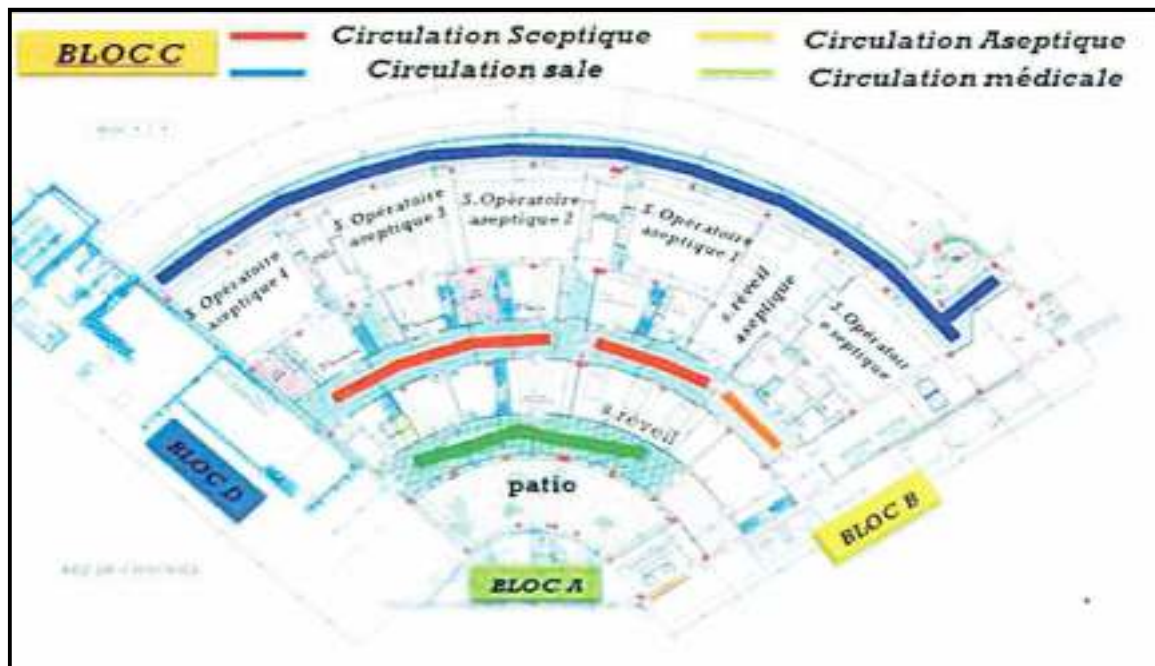 BLOC C
Circulation Sceptique
Circulation Aseptique
Circulation sale
Circulation médicale
S. Opératoire
aseptique 4
S. Opératoire
aseptique 3
S. Opératoire
aseptique 2
S. Opératoire
aseptique 1
s. réveil
aseptique
S. Opératoir
e septique
s. réveil
patio
BLOC D
BLOC B
BLOC A